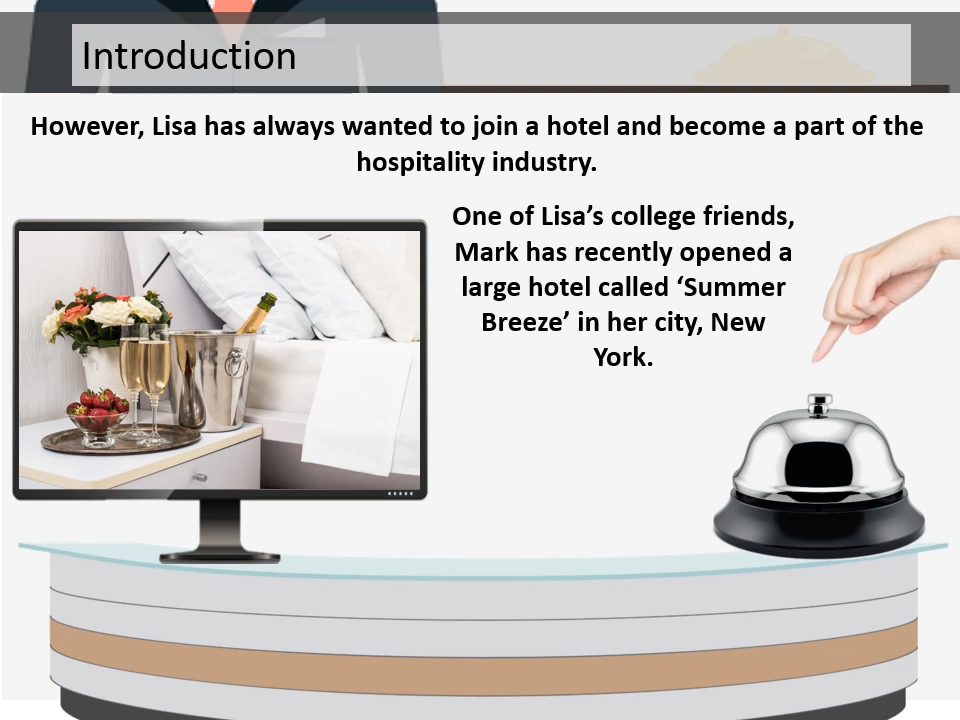 Introduction
However, Lisa has always wanted to join a hotel and become a part of the
hospitality industry.
One of Lisa’s college friends,
Mark has recently opened a
large hotel called ‘Summer
Breeze’ in her city, New
York.